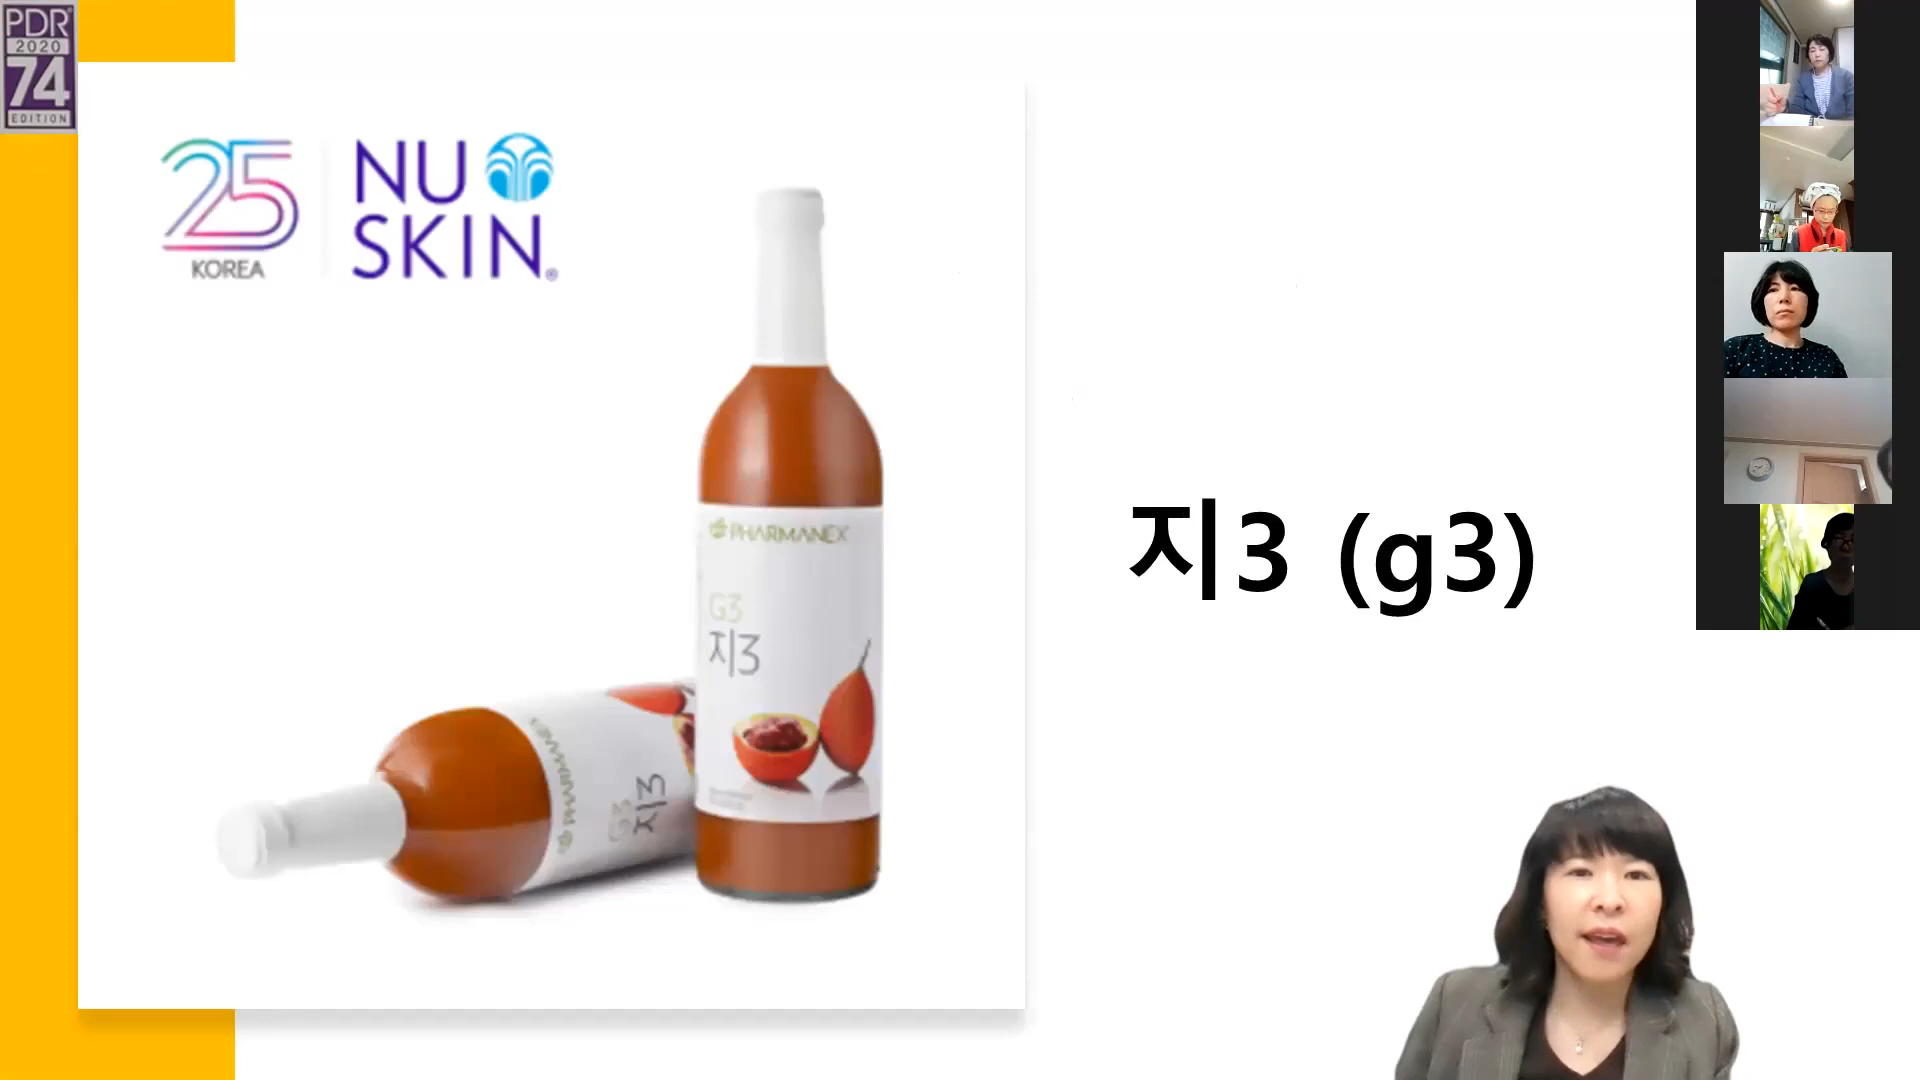 PDR®
2020
74
EDITION
25
KOREA
NU
SKIN®
PHARMANEX
G3
지3
PHARMANEX
G3
지3
지3 (g3)